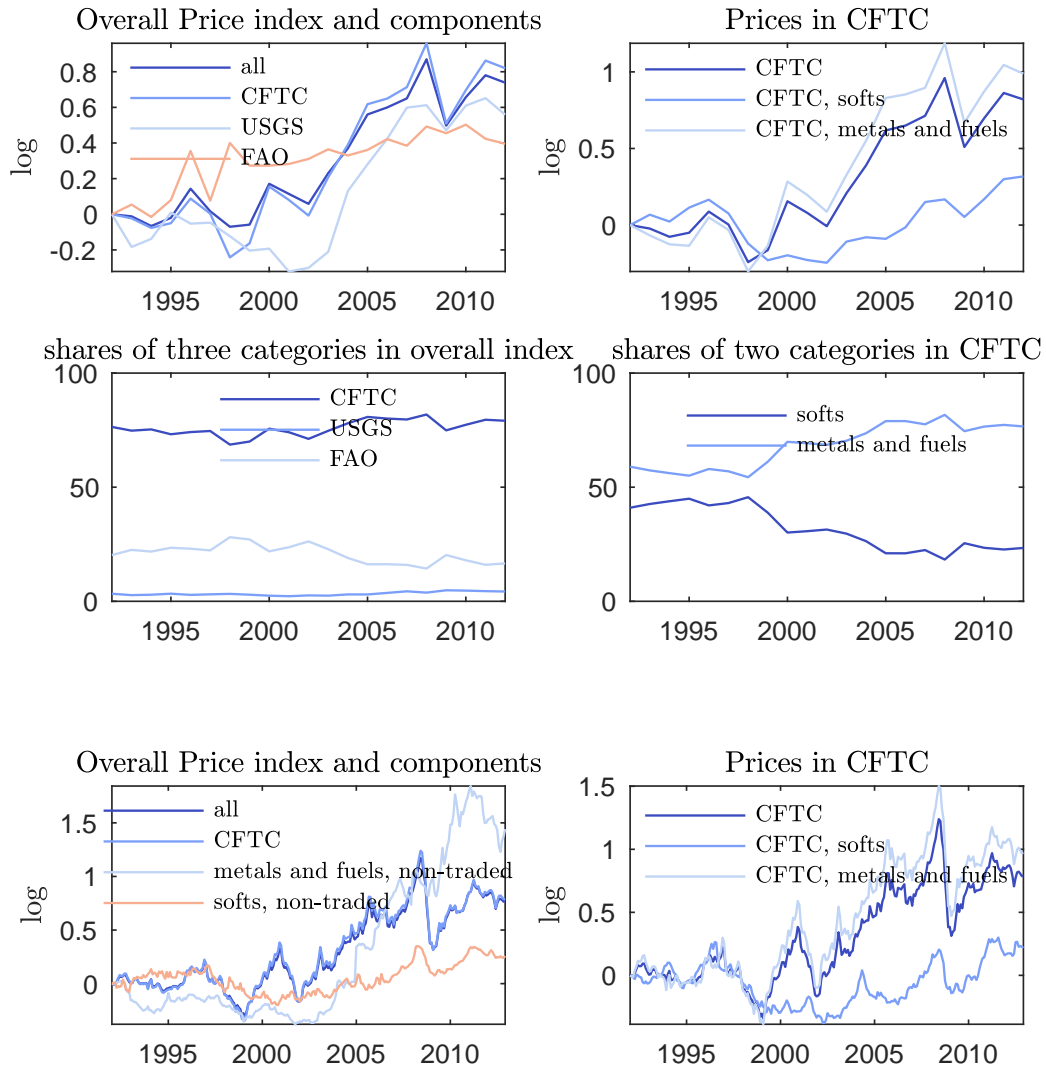 Overall Price index and components
log
0.8
0.6
0.4
0.2
0
-0.2
all
CFTC
USGS
FAO
1995 2000 2005 2010
Prices in CFTC
log
1
0.5
0
CFTC
CFTC, softs
CFTC, metals and fuels
1995 2000 2005 2010
shares of three categories in overall index
100
50
0
CFTC
USGS
FAO
1995 2000 2005 2010
shares of two categories in CFTC
100
50
0
softs
metals and fuels
1995 2000 2005 2010
Overall Price index and components
log
1.5
1
0.5
0
all
CFTC
metals and fuels, non-traded
softs, non-traded
1995 2000 2005 2010
Prices in CFTC
log
1.5
1
0.5
0
CFTC
CFTC, softs
CFTC, metals and fuels
1995 2000 2005 2010